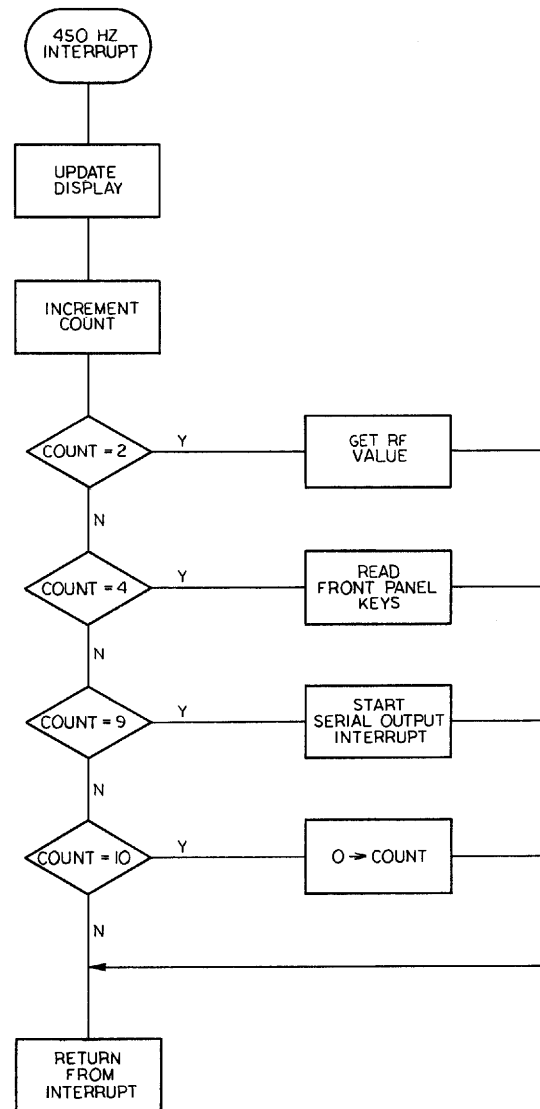 450 HZ
INTERRUPT
UPDATE
DISPLAY
INCREMENT
COUNT
COUNT = 2
Y
GET RF
VALUE
N
COUNT = 4
Y
READ
FRONT PANEL
KEYS
N
COUNT = 9
Y
START
SERIAL OUTPUT
INTERRUPT
N
COUNT = 10
Y
0 → COUNT
N
RETURN
FROM
INTERRUPT